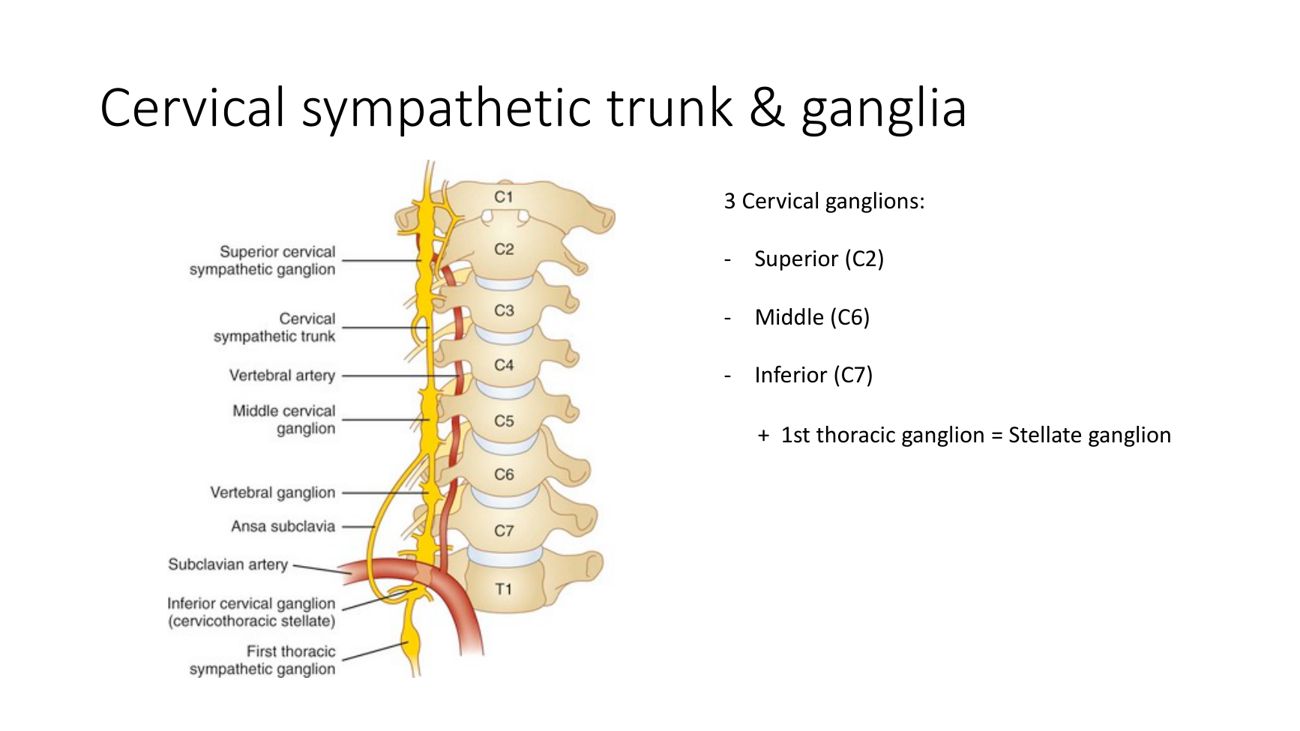 Cervical sympathetic trunk & ganglia
C1
C2
C3
C4
C5
C6
C7
T1
Superior cervical
sympathetic ganglion
Cervical
sympathetic trunk
Vertebral artery
Middle cervical
ganglion
Vertebral ganglion
Ansa subclavia
Subclavian artery
Inferior cervical ganglion
(cervicothoracic stellate)
First thoracic
sympathetic ganglion
3 Cervical ganglions:
- Superior (C2)
- Middle (C6)
- Inferior (C7)
+ 1st thoracic ganglion = Stellate ganglion